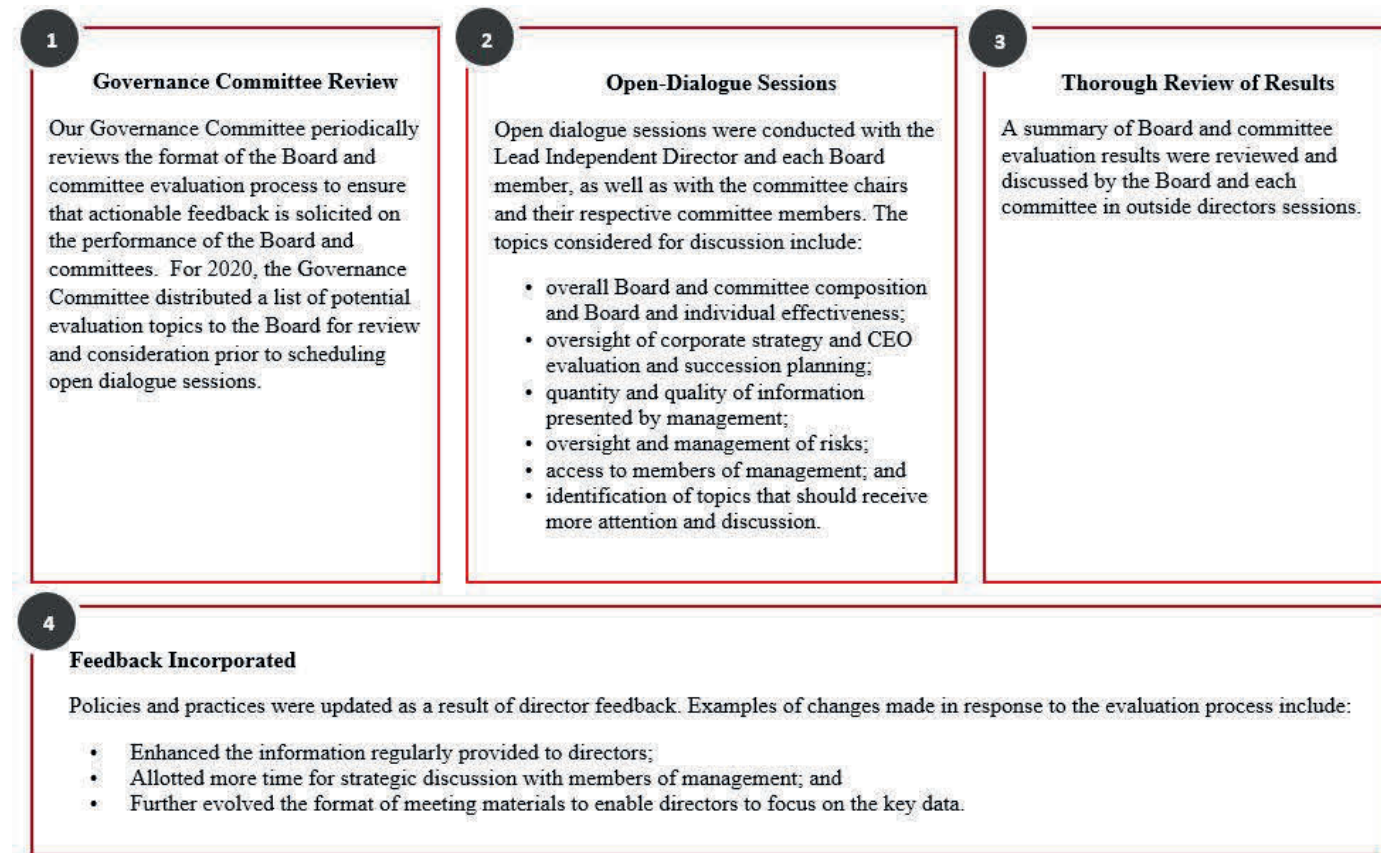 1
Governance Committee Review
Our Governance Committee periodically
reviews the format of the Board and
committee evaluation process to ensure
that actionable feedback is solicited on
the performance of the Board and
committees. For 2020, the Governance
Committee distributed a list of potential
evaluation topics to the Board for review
and consideration prior to scheduling
open dialogue sessions.
2
Open-Dialogue Sessions
Open dialogue sessions were conducted with the
Lead Independent Director and each Board
member, as well as with the committee chairs
and their respective committee members. The
topics considered for discussion include:
• overall Board and committee composition
and Board and individual effectiveness;
• oversight of corporate strategy and CEO
evaluation and succession planning;
• quantity and quality of information
presented by management;
• oversight and management of risks;
• access to members of management; and
• identification of topics that should receive
more attention and discussion.
3
Thorough Review of Results
A summary of Board and committee
evaluation results were reviewed and
discussed by the Board and each
committee in outside directors sessions.
4
Feedback Incorporated
Policies and practices were updated as a result of director feedback. Examples of changes made in response to the evaluation process include:
• Enhanced the information regularly provided to directors;
• Allotted more time for strategic discussion with members of management; and
• Further evolved the format of meeting materials to enable directors to focus on the key data.